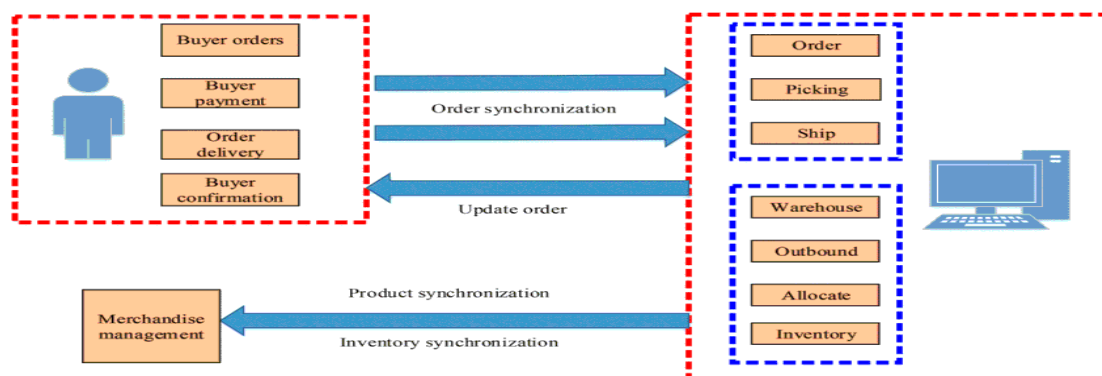 Buyer orders
Buyer
payment
Order
delivery
Buyer
confirmation
Order synchronization
Update order
Order
Picking
Ship
Warehouse
Outbound
Allocate
Inventory
Merchandise
management
Product synchronization
Inventory synchronization